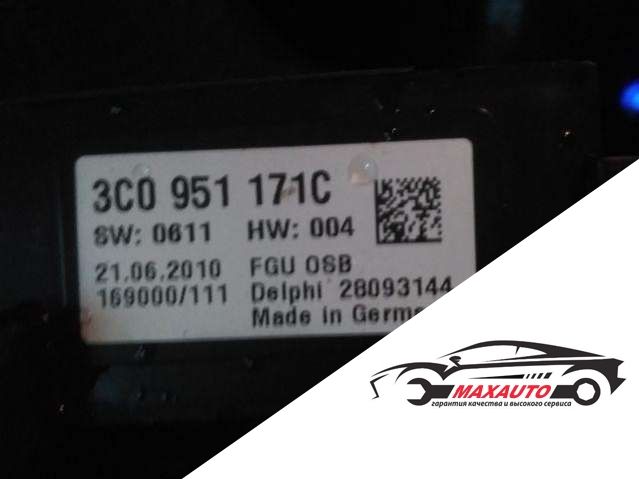 3C0 951 171C
SW: 0611 HW: 004
21.06.2010 FGU OSB
169000/111 Delphi 28093144
Made in Germ
MAXAUTO
гарантия качества и высокого сервиса